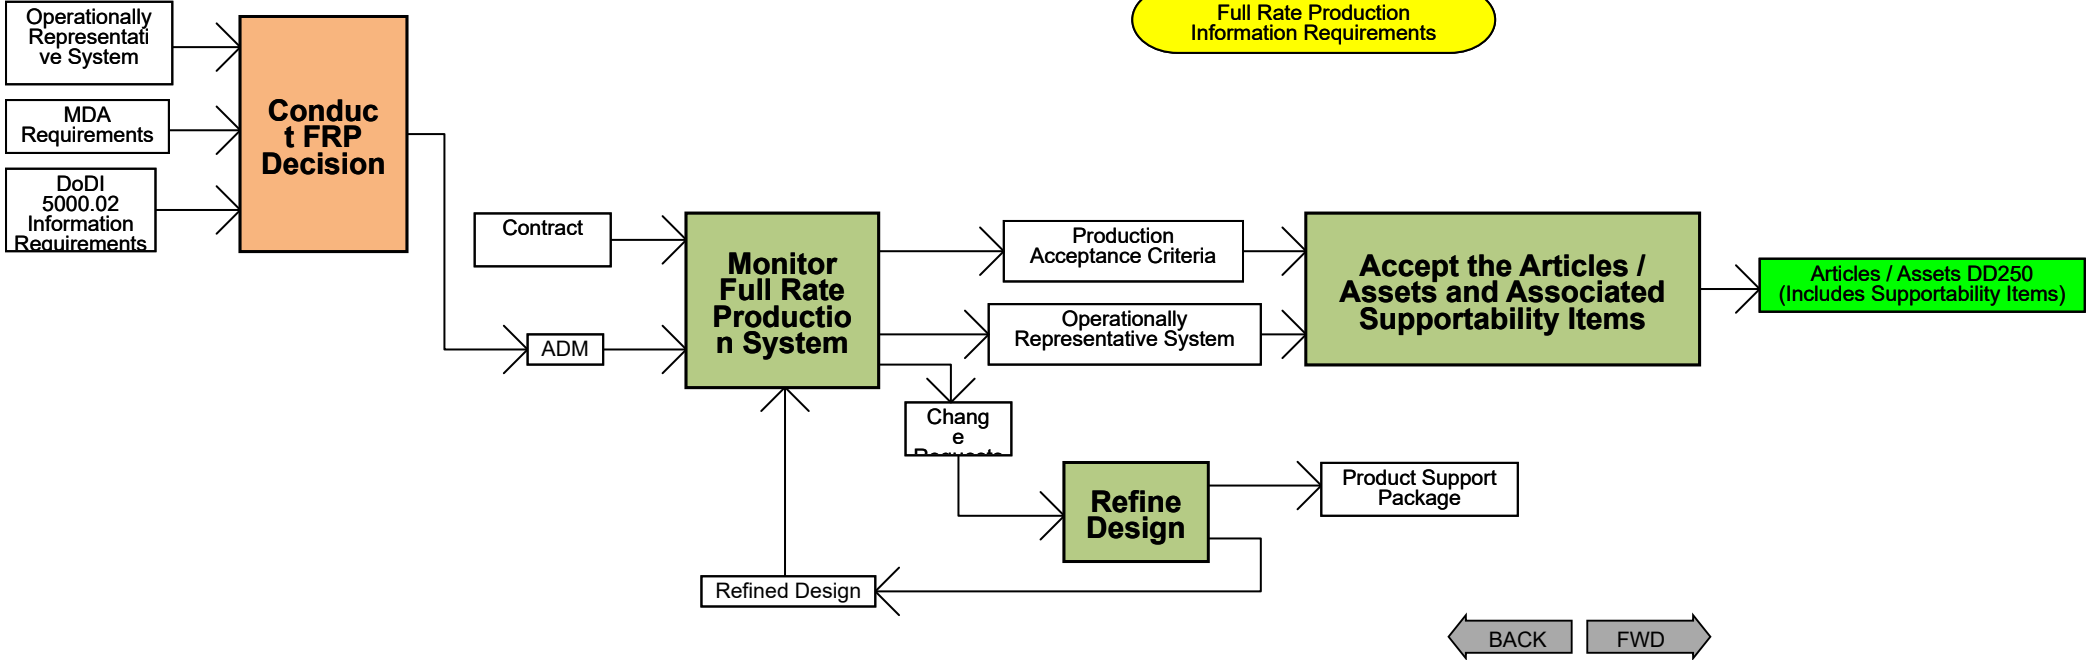 Operationally
Representati
ve System
Full Rate Production
Information Requirements
MDA
Requirements
Conduc
t FRP
Decision
DoDI
5000.02
Information
Requirements
Contract
Monitor
Full Rate
Productio
n System
Production
Acceptance Criteria
Accept the Articles /
Assets and Associated
Supportability Items
Articles / Assets DD250
(Includes Supportability Items)
ADM
Operationally
Representative System
Chang
e
Requests
Refine
Design
Product Support
Package
Refined Design
BACK
FWD